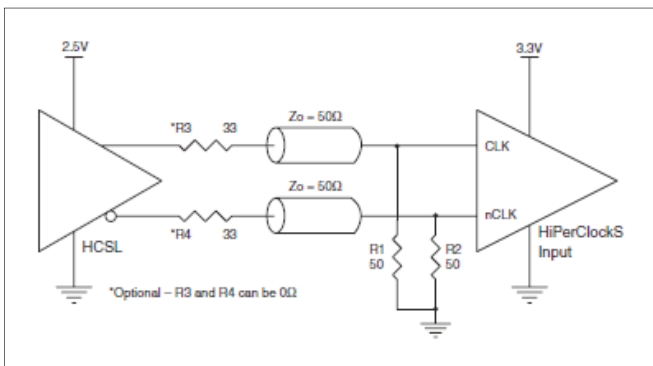 2.5V
3.3V
*R3 33
Zo = 50Ω
CLK
Zo = 50Ω
nCLK
*R4 33
HCSL
R1
50
R2
50
HiPerClockS
Input
*Optional – R3 and R4 can be 0Ω